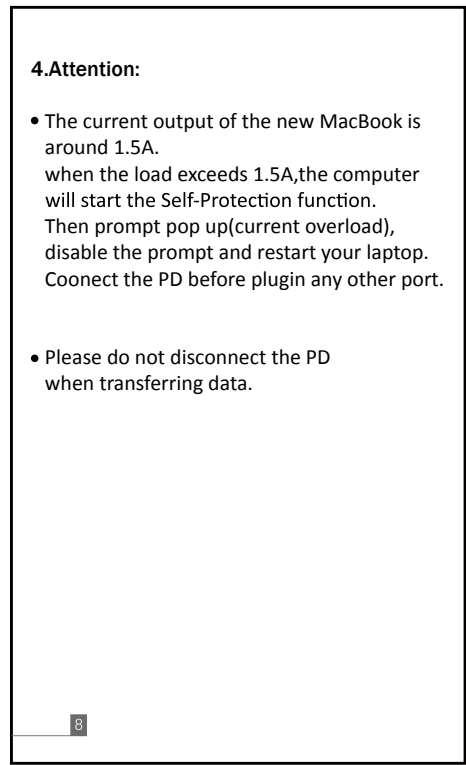 4.Attention:
• The current output of the new MacBook is
around 1.5A.
when the load exceeds 1.5A,the computer
will start the Self-Protection function.
Then prompt pop up(current overload),
disable the prompt and restart your laptop.
Coonect the PD before plugin any other port.
• Please do not disconnect the PD
when transferring data.
8